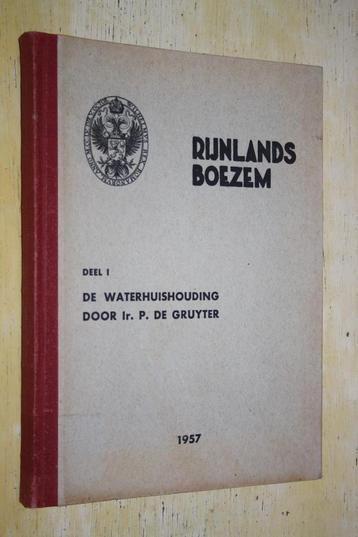 RIJNLANDS
BOEZEM
DEEL I
DE WATERHUISHOUDING
DOOR Ir. P. DE GRUYTER
1957